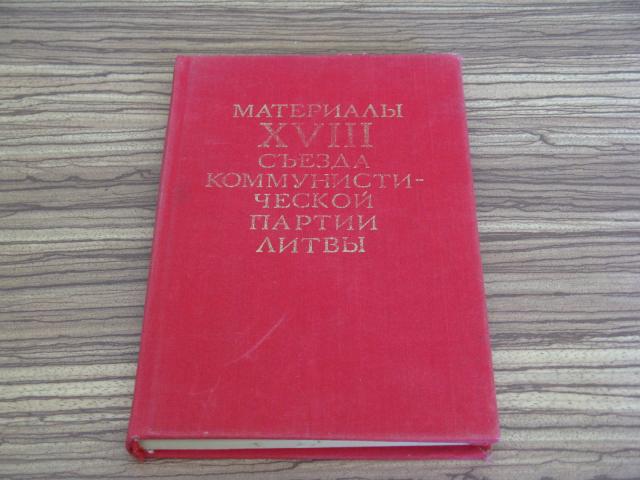 МАТЕРИАЛЫ
XVIII
СЪЕЗДА
КОММУНИСТИ-
ЧЕСКОЙ
ПАРТИИ
ЛИТВЫ